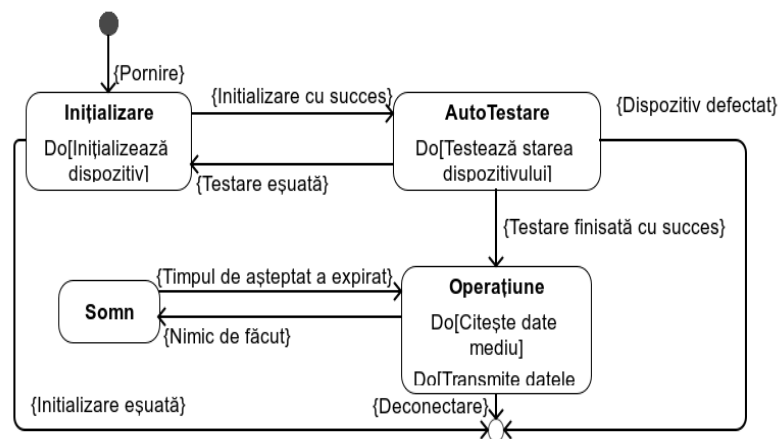 {Pornire}
Inițializare
Do[Inițializează
dispozitiv]
{Initializare cu succes}
AutoTestare
Do[Testează starea
dispozitivului]
{Dispozitiv defectat}
{Testare eșuată}
{Testare finisată cu succes}
{Timpul de așteptat a expirat}
Somn
{Nimic de făcut}
Operațiune
Do[Citește date
mediu]
Do[Transmite datele
{Initializare eșuată}
{Deconectare}